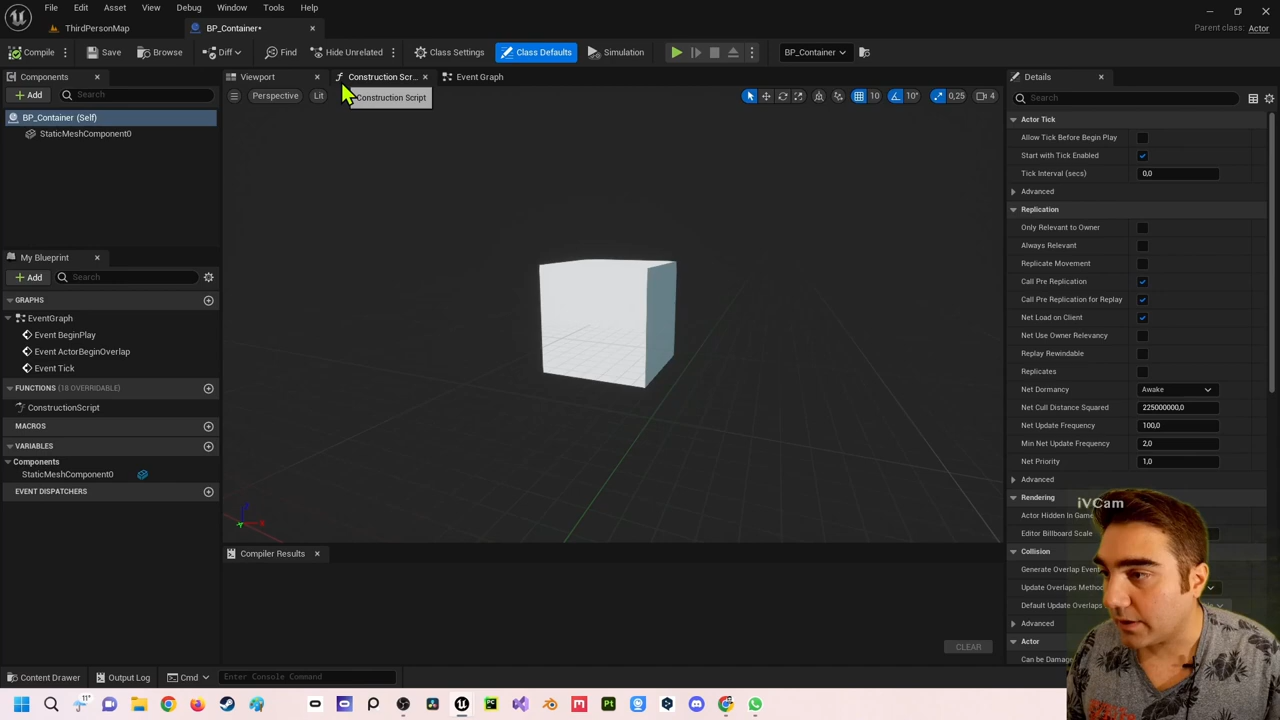 File Edit Asset View Debug Window Tools Help
ThirdPersonMap
BP_Container*
Parent class: Actor
Compile Save Browse Diff Find Hide Unrelated Class Settings Class Defaults Simulation BP_Container
Components
Add Search
BP_Container (Self)
StaticMeshComponent0
My Blueprint
Add Search
GRAPHS
EventGraph
Event BeginPlay
Event ActorBeginOverlap
Event Tick
FUNCTIONS (18 OVERRIDABLE)
ConstructionScript
MACROS
VARIABLES
Components
StaticMeshComponent0
EVENT DISPATCHERS
Viewport Construction Scr... Event Graph
Perspective Lit Construction Script 10 10° 0,25 4
Compiler Results
CLEAR
Details
Search
Actor Tick
Allow Tick Before Begin Play
Start with Tick Enabled
Tick Interval (secs) 0,0
Advanced
Replication
Only Relevant to Owner
Always Relevant
Replicate Movement
Call Pre Replication
Call Pre Replication for Replay
Net Load on Client
Net Use Owner Relevancy
Replay Rewindable
Replicates
Net Dormancy Awake
Net Cull Distance Squared 225000000,0
Net Update Frequency 100,0
Min Net Update Frequency 2,0
Net Priority 1,0
Advanced
Rendering
iVCam
Actor Hidden In Game
Editor Billboard Scale
Collision
Generate Overlap Event
Update Overlaps Metho
Default Update Overlaps
Advanced
Actor
Can be Damag
Content Drawer Output Log Cmd Enter Console Command
11°